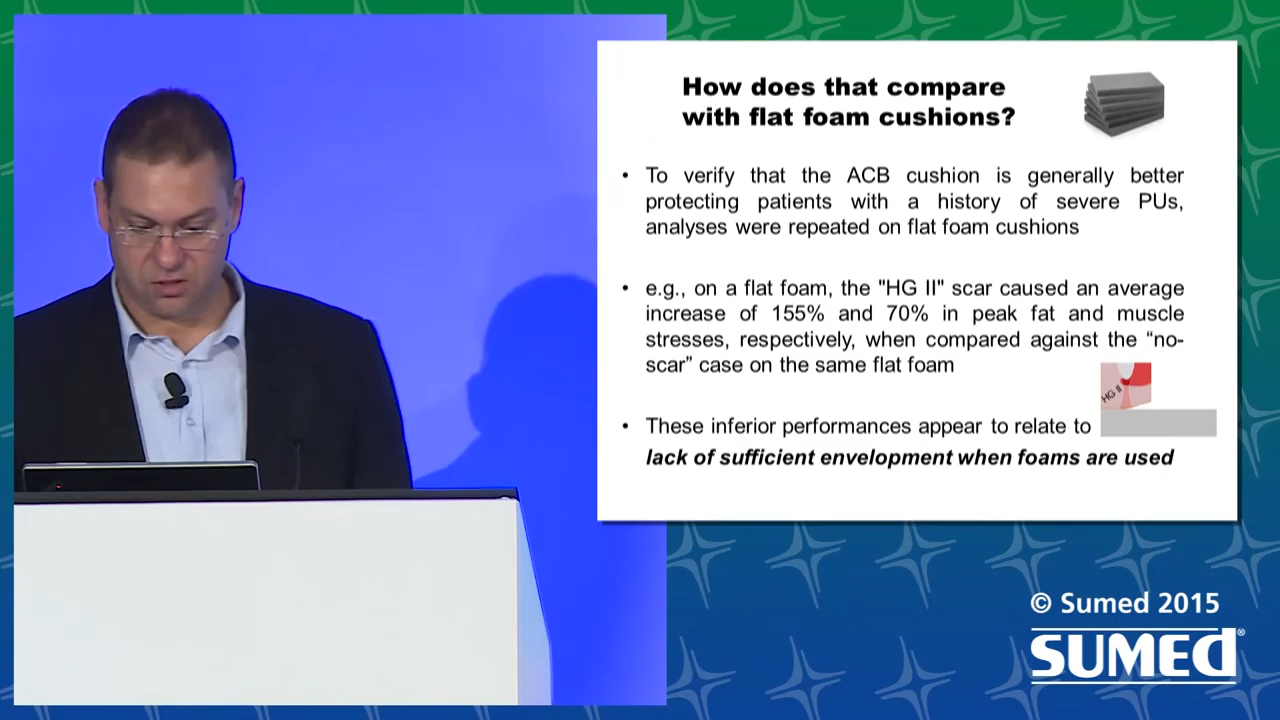 How does that compare
with flat foam cushions?
• To verify that the ACB cushion is generally better
protecting patients with a history of severe PUs,
analyses were repeated on flat foam cushions
• e.g., on a flat foam, the "HG II" scar caused an average
increase of 155% and 70% in peak fat and muscle
stresses, respectively, when compared against the “no-
scar” case on the same flat foam
HG II
• These inferior performances appear to relate to
lack of sufficient envelopment when foams are used
© Sumed 2015
SUMED®